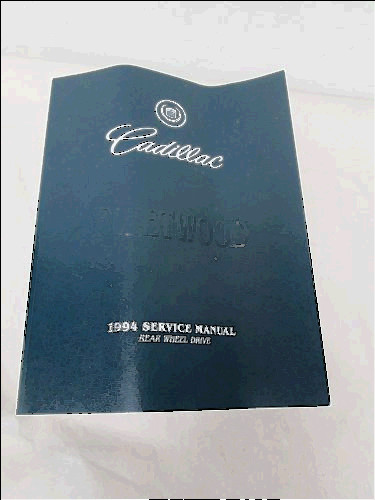 Cadillac
1994 SERVICE MANUAL
REAR WHEEL DRIVE